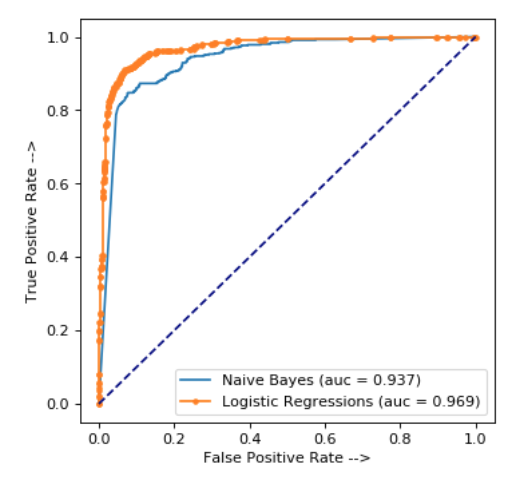 1.0
0.8
0.6
0.4
0.2
0.0
True Positive Rate -->
Naive Bayes (auc = 0.937)
Logistic Regressions (auc = 0.969)
0.0 0.2 0.4 0.6 0.8 1.0
False Positive Rate -->